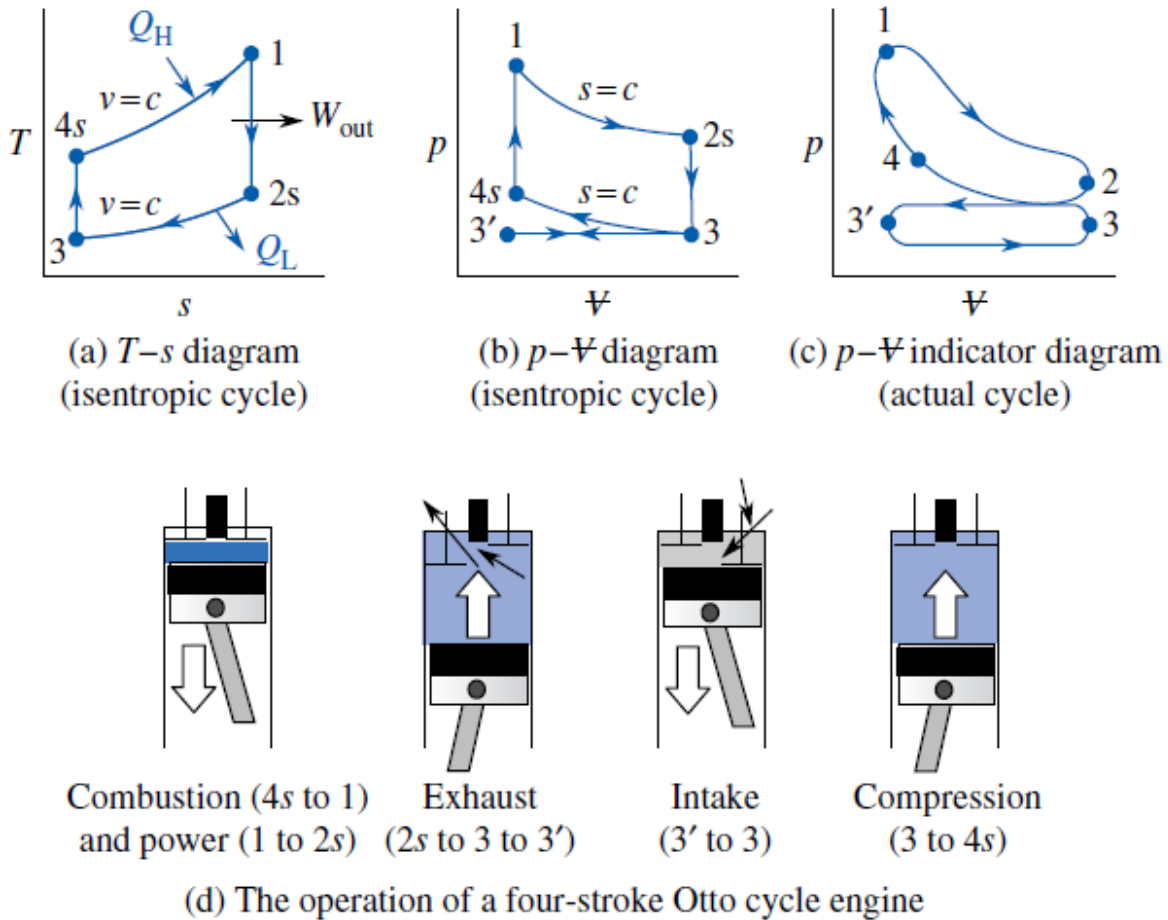 Q_H
1
v = c
4s
T
W_out
v = c
2s
3
Q_L
s
(a) T–s diagram
(isentropic cycle)
1
s = c
p
2s
4s
s = c
3′
3
V̶
(b) p–V̶ diagram
(isentropic cycle)
1
p
4
2
3′
3
V̶
(c) p–V̶ indicator diagram
(actual cycle)
Combustion (4s to 1)
and power (1 to 2s)
Exhaust
(2s to 3 to 3′)
Intake
(3′ to 3)
Compression
(3 to 4s)
(d) The operation of a four-stroke Otto cycle engine